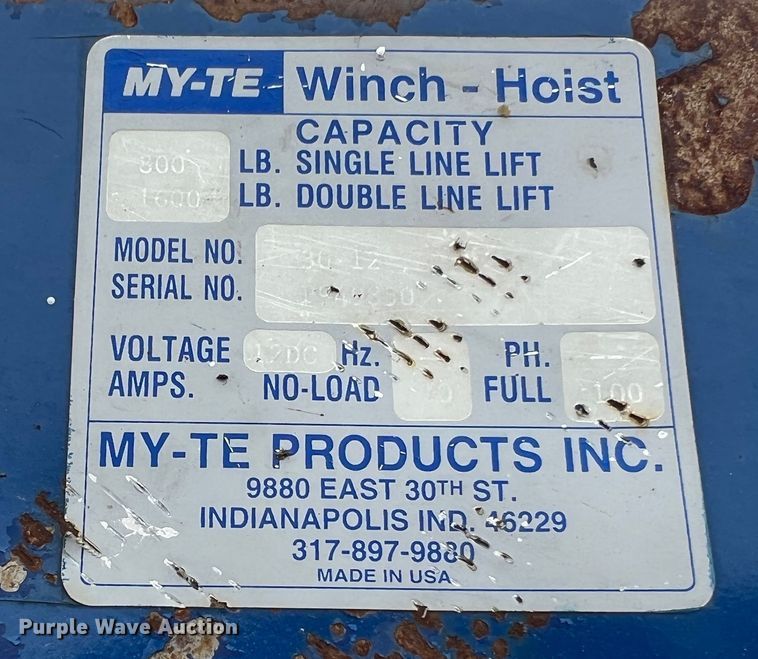 MY-TE Winch - Hoist
CAPACITY
800 LB. SINGLE LINE LIFT
1600 LB. DOUBLE LINE LIFT
MODEL NO.
SERIAL NO.
VOLTAGE 12DC Hz. PH.
AMPS. NO-LOAD FULL 100
MY-TE PRODUCTS INC.
9880 EAST 30TH ST.
INDIANAPOLIS IND. 46229
317-897-9880
MADE IN USA
Purple Wave Auction